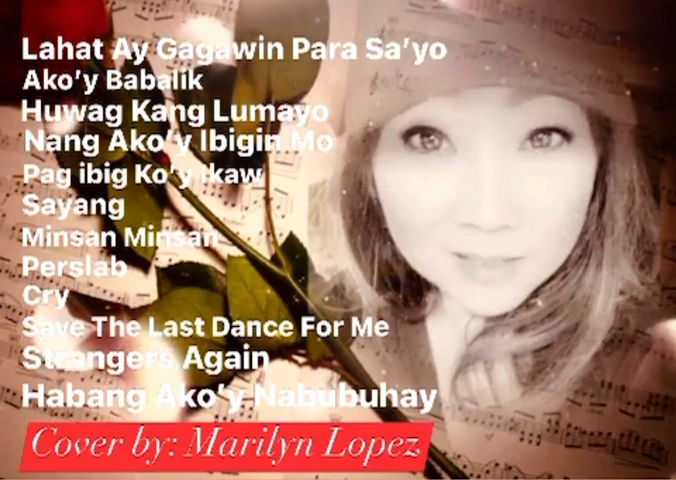 Lahat Ay Gagawin Para Sa'yo
Ako'y Babalik
Huwag Kang Lumayo
Nang Ako'y Ibigin Mo
Pag ibig Ko'y Ikaw
Sayang
Minsan Minsan
Perslab
Cry
Save The Last Dance For Me
Strangers Again
Habang Ako'y Nabubuhay
Cover by: Marilyn Lopez